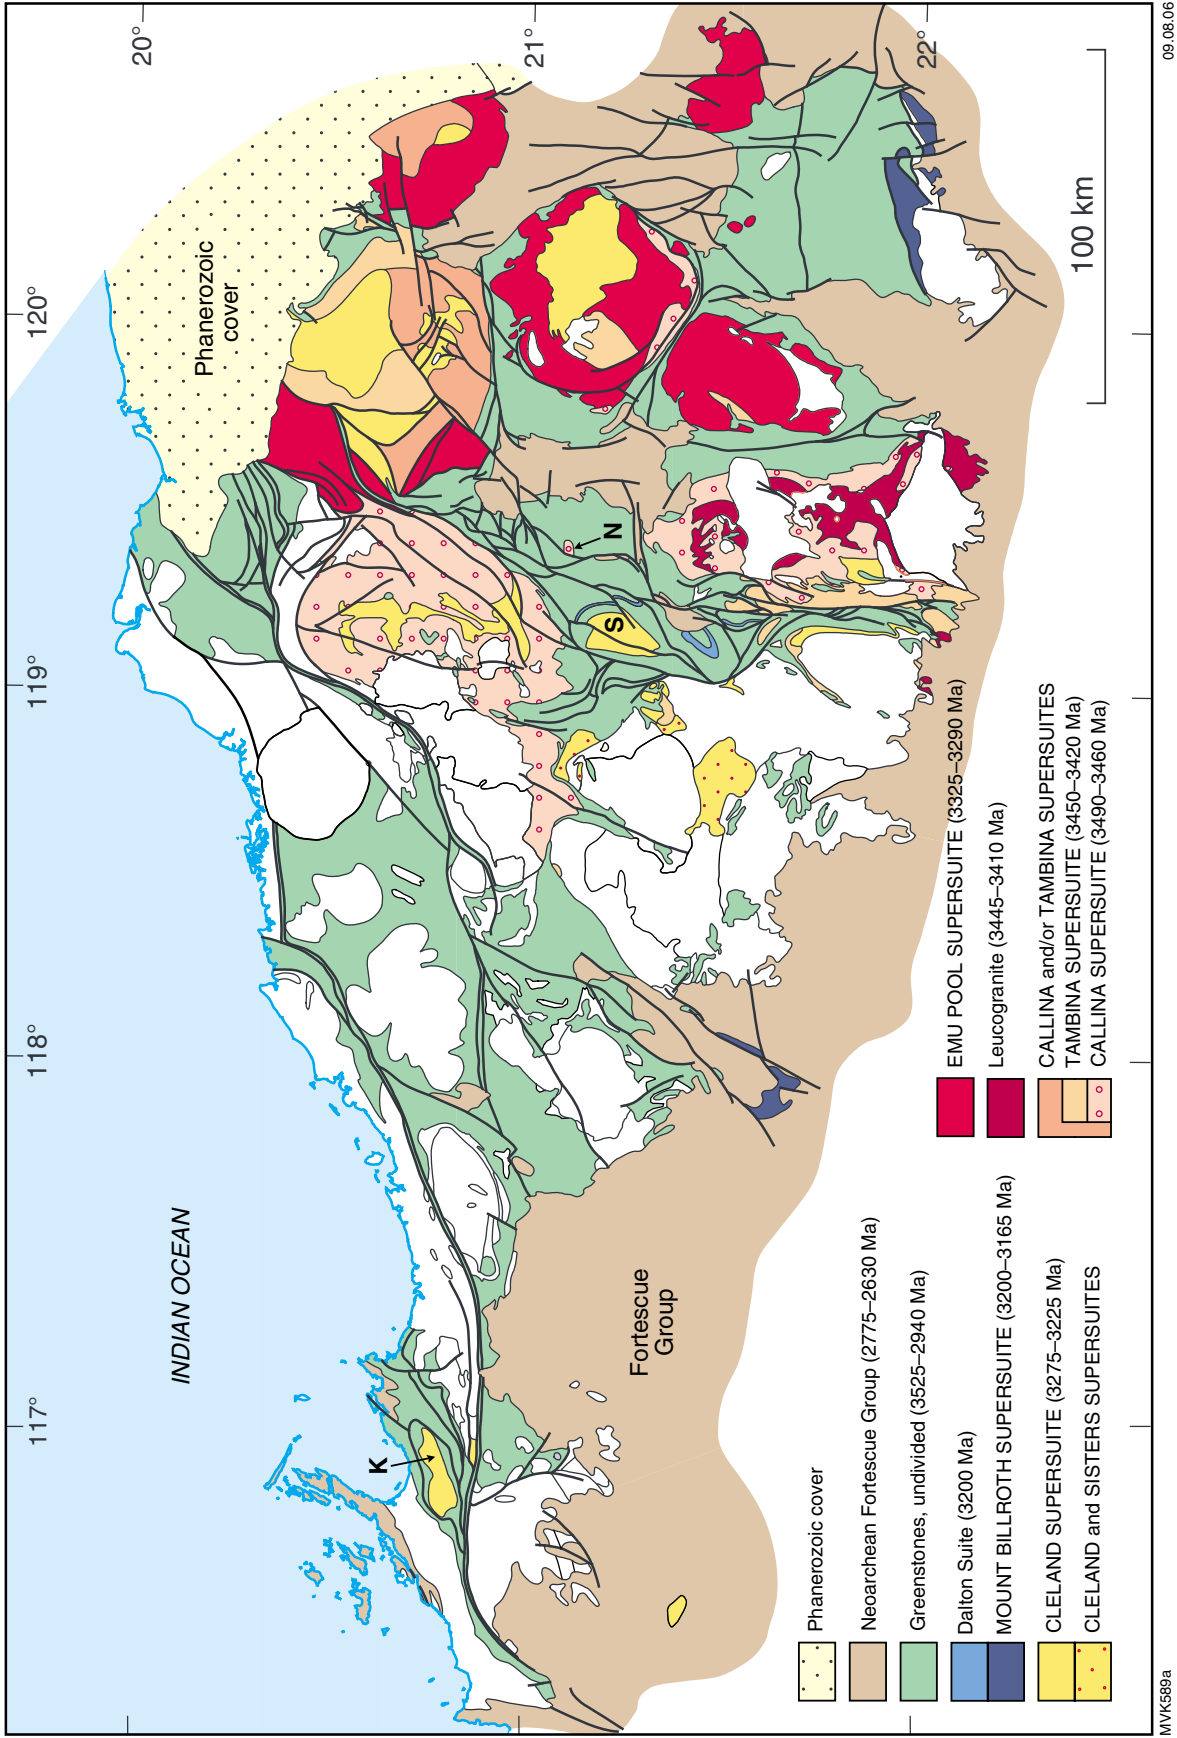 117°
118°
119°
120°
20°
21°
22°
INDIAN OCEAN
Phanerozoic
cover
K
N
S
Fortescue
Group
100 km
Phanerozoic cover
Neoarchean Fortescue Group (2775–2630 Ma)
Greenstones, undivided (3525–2940 Ma)
Dalton Suite (3200 Ma)
MOUNT BILLROTH SUPERSUITE (3200–3165 Ma)
CLELAND SUPERSUITE (3275–3225 Ma)
CLELAND and SISTERS SUPERSUITES
EMU POOL SUPERSUITE (3325–3290 Ma)
Leucogranite (3445–3410 Ma)
CALLINA and/or TAMBINA SUPERSUITES
TAMBINA SUPERSUITE (3450–3420 Ma)
CALLINA SUPERSUITE (3490–3460 Ma)
MVK589a
09.08.06